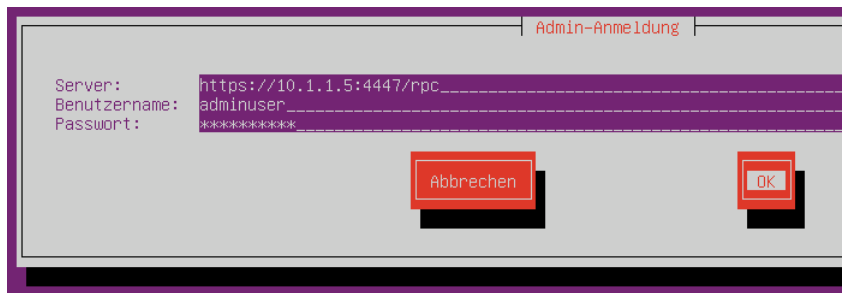 Admin-Anmeldung
Server: https://10.1.1.5:4447/rpc
Benutzername: adminuser
Passwort: **********
Abbrechen OK